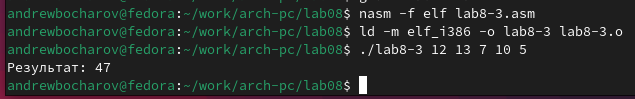 andrewbocharov@fedora:~/work/arch-pc/lab08$ nasm -f elf lab8-3.asm
andrewbocharov@fedora:~/work/arch-pc/lab08$ ld -m elf_i386 -o lab8-3 lab8-3.o
andrewbocharov@fedora:~/work/arch-pc/lab08$ ./lab8-3 12 13 7 10 5
Результат: 47
andrewbocharov@fedora:~/work/arch-pc/lab08$